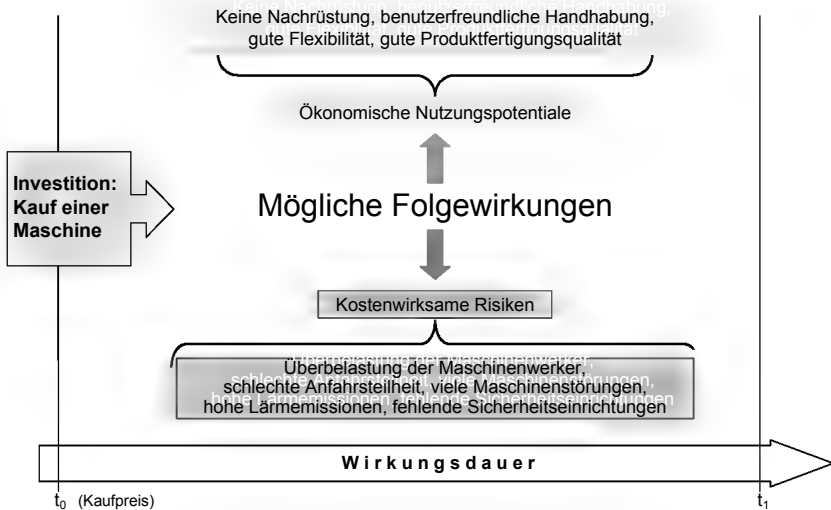 Keine Nachrüstung, benutzerfreundliche Handhabung,
gute Flexibilität, gute Produktfertigungsqualität
Ökonomische Nutzungspotentiale
Investition:
Kauf einer
Maschine
Mögliche Folgewirkungen
Kostenwirksame Risiken
Überbelastung der Maschinenwerker,
schlechte Anfahrsteilheit, viele Maschinenstörungen,
hohe Lärmemissionen, fehlende Sicherheitseinrichtungen
Wirkungsdauer
t0 (Kaufpreis)
t1